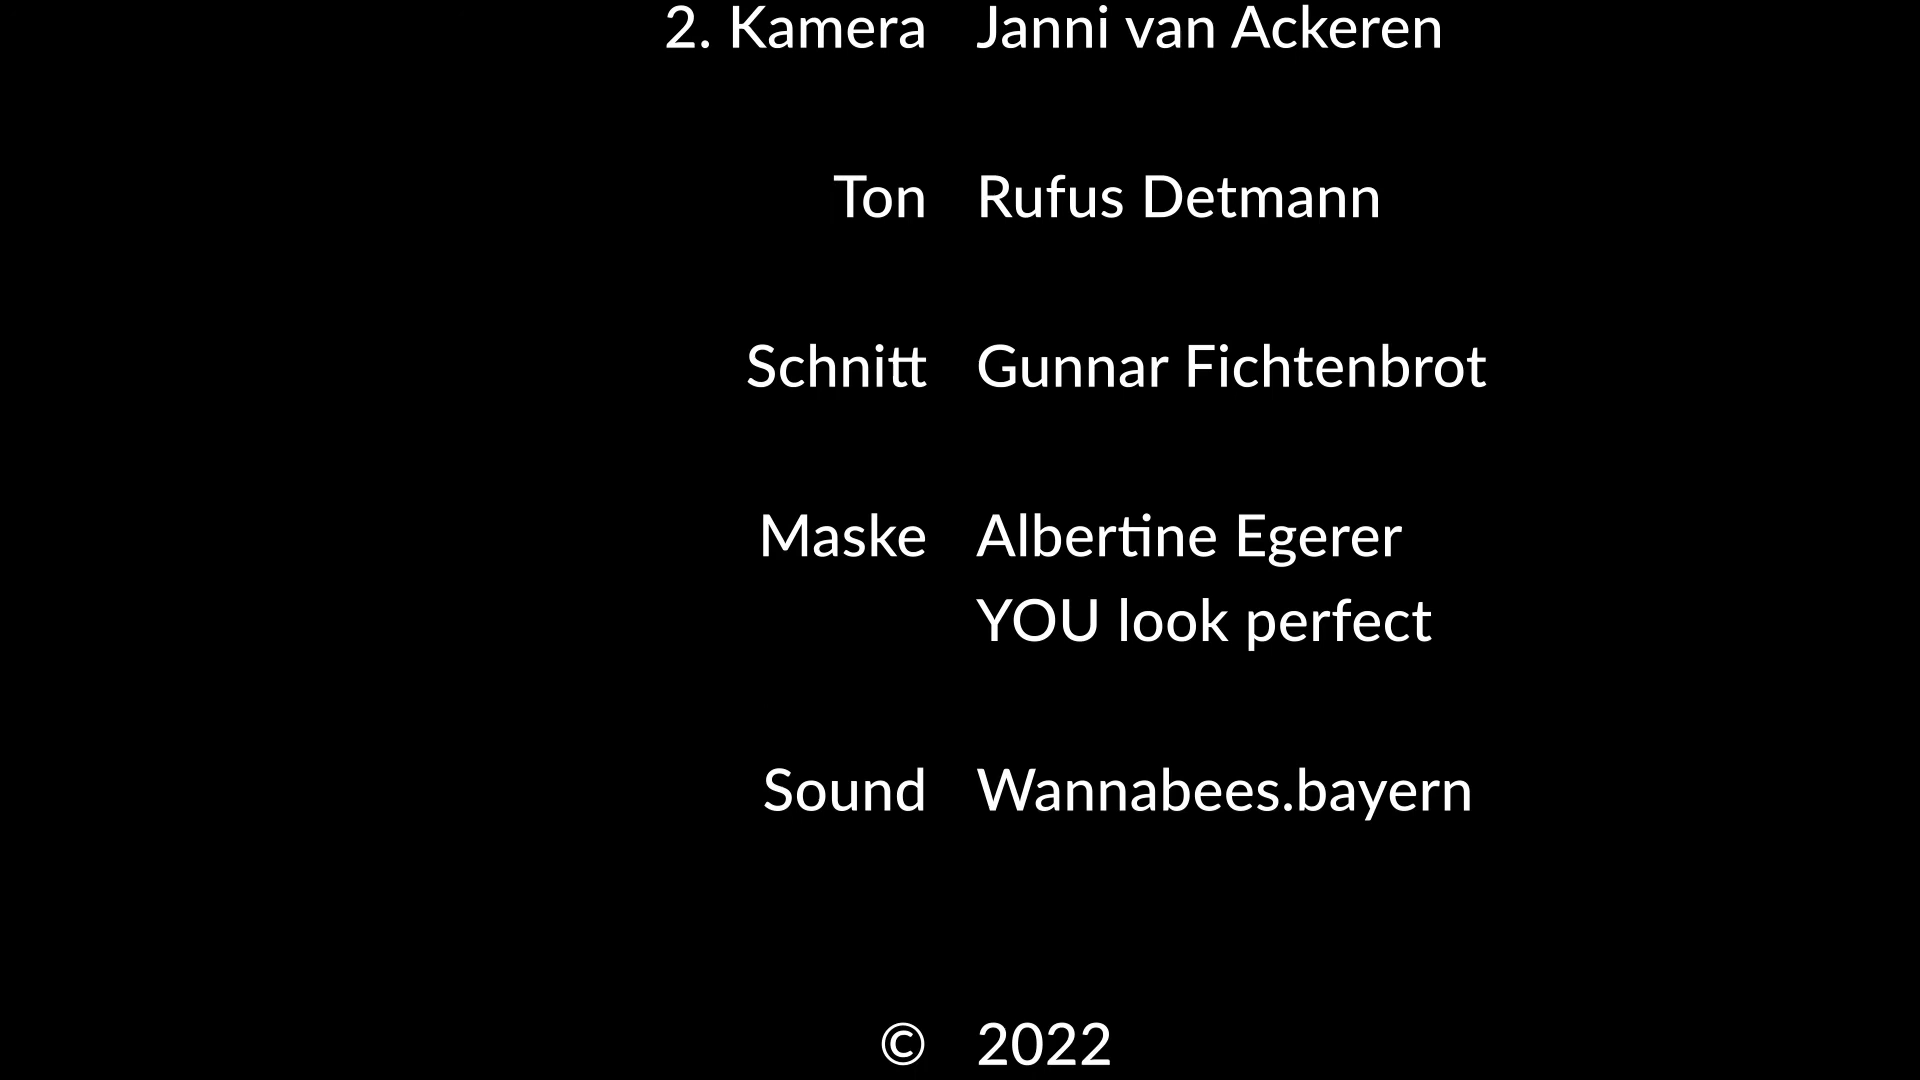 2. Kamera Janni van Ackeren
Ton Rufus Detmann
Schnitt Gunnar Fichtenbrot
Maske Albertine Egerer
YOU look perfect
Sound Wannabees.bayern
© 2022